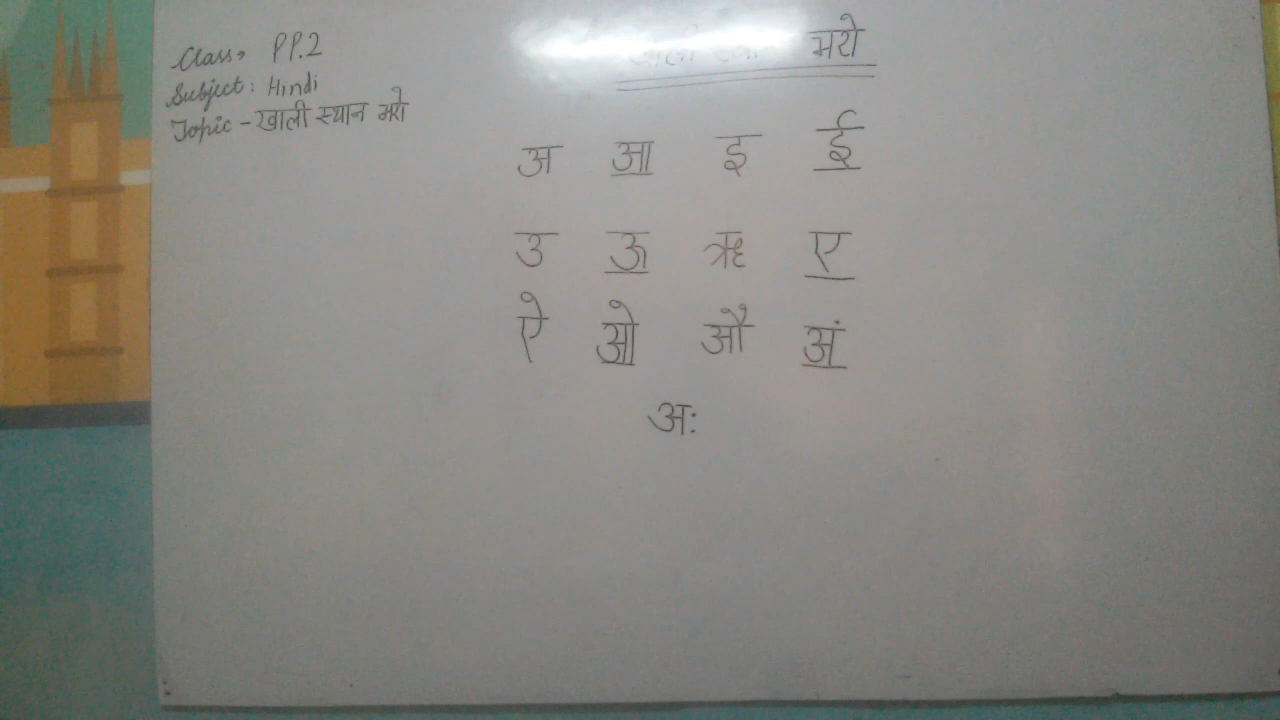 Class: PP.2
Subject: Hindi
Topic - खाली स्थान भरो
खाली भरो
अ आ इ ई
उ ऊ ऋ ए
ऐ ओ औ अं
अः